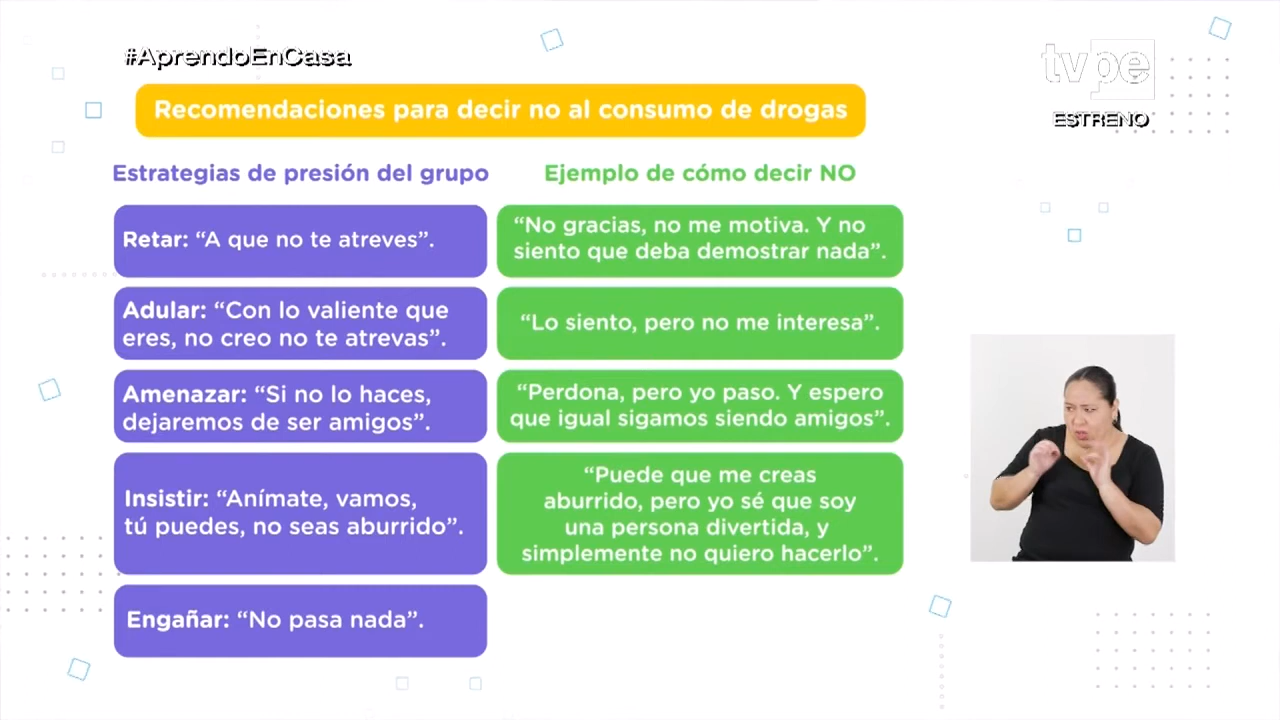 #AprendoEnCasa
tvpe
ESTRENO
Recomendaciones para decir no al consumo de drogas
Estrategias de presión del grupo
Ejemplo de cómo decir NO
Retar: “A que no te atreves”.
“No gracias, no me motiva. Y no
siento que deba demostrar nada”.
Adular: “Con lo valiente que
eres, no creo no te atrevas”.
“Lo siento, pero no me interesa”.
Amenazar: “Si no lo haces,
dejaremos de ser amigos”.
“Perdona, pero yo paso. Y espero
que igual sigamos siendo amigos”.
Insistir: “Anímate, vamos,
tú puedes, no seas aburrido”.
“Puede que me creas
aburrido, pero yo sé que soy
una persona divertida, y
simplemente no quiero hacerlo”.
Engañar: “No pasa nada”.